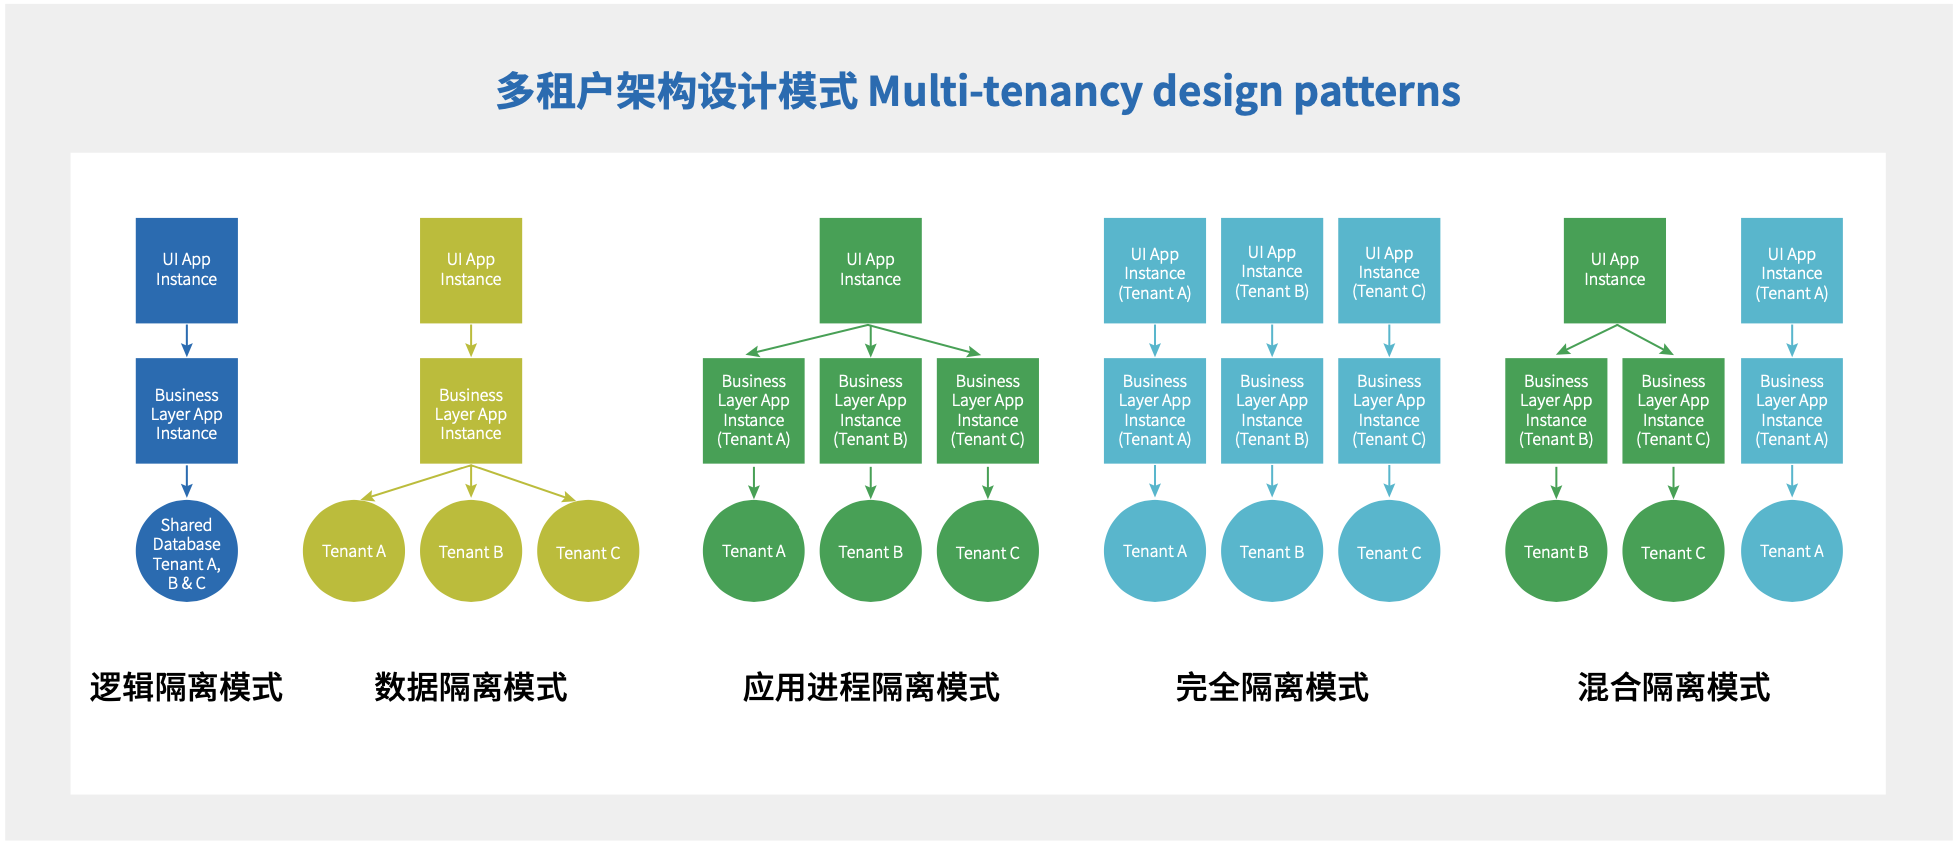 多租户架构设计模式 Multi-tenancy design patterns
UI App
Instance
Business
Layer App
Instance
Shared
Database
Tenant A,
B & C
逻辑隔离模式
UI App
Instance
Business
Layer App
Instance
Tenant A
Tenant B
Tenant C
数据隔离模式
UI App
Instance
Business
Layer App
Instance
(Tenant A)
Business
Layer App
Instance
(Tenant B)
Business
Layer App
Instance
(Tenant C)
Tenant A
Tenant B
Tenant C
应用进程隔离模式
UI App
Instance
(Tenant A)
UI App
Instance
(Tenant B)
UI App
Instance
(Tenant C)
Business
Layer App
Instance
(Tenant A)
Business
Layer App
Instance
(Tenant B)
Business
Layer App
Instance
(Tenant C)
Tenant A
Tenant B
Tenant C
完全隔离模式
UI App
Instance
UI App
Instance
(Tenant A)
Business
Layer App
Instance
(Tenant B)
Business
Layer App
Instance
(Tenant C)
Business
Layer App
Instance
(Tenant A)
Tenant B
Tenant C
Tenant A
混合隔离模式